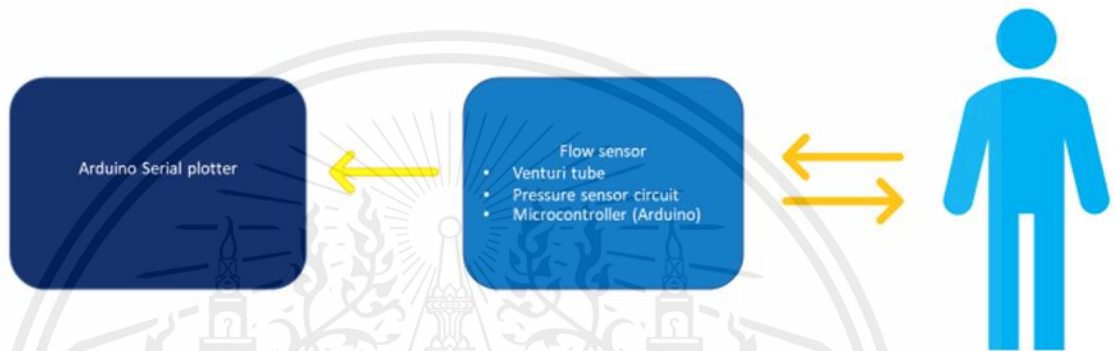 Arduino Serial plotter
Flow sensor
• Venturi tube
• Pressure sensor circuit
• Microcontroller (Arduino)